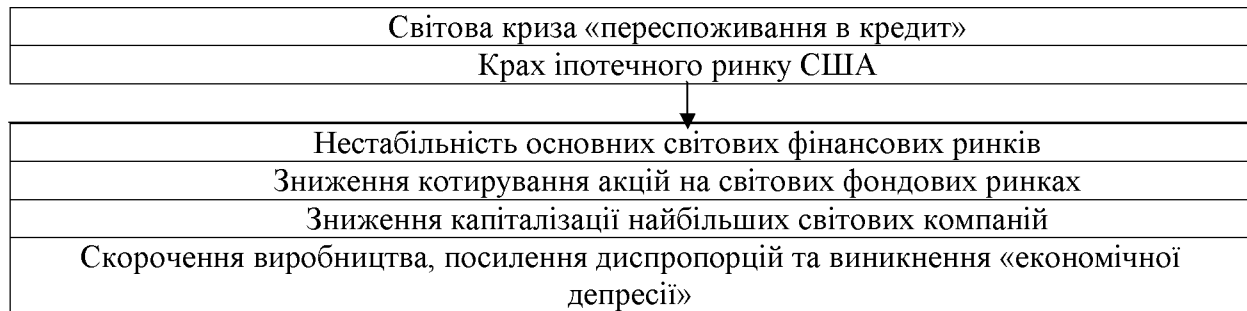 Світова криза «переспоживання в кредит»
Крах іпотечного ринку США
Нестабільність основних світових фінансових ринків
Зниження котирування акцій на світових фондових ринках
Зниження капіталізації найбільших світових компаній
Скорочення виробництва, посилення диспропорцій та виникнення «економічної
депресії»